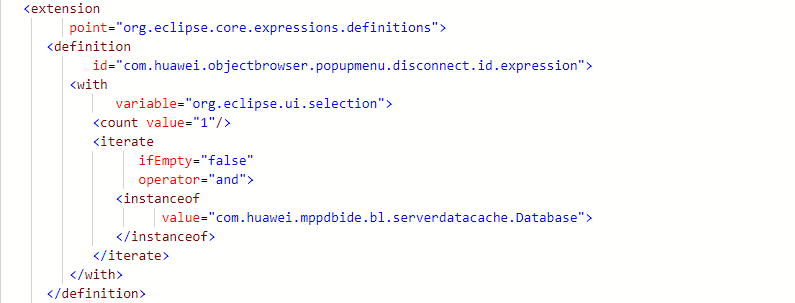 <extension
point="org.eclipse.core.expressions.definitions">
<definition
id="com.huawei.objectbrowser.popupmenu.disconnect.id.expression">
<with
variable="org.eclipse.ui.selection">
<count value="1"/>
<iterate
ifEmpty="false"
operator="and">
<instanceof
value="com.huawei.mppdbide.bl.serverdatacache.Database">
</instanceof>
</iterate>
</with>
</definition>